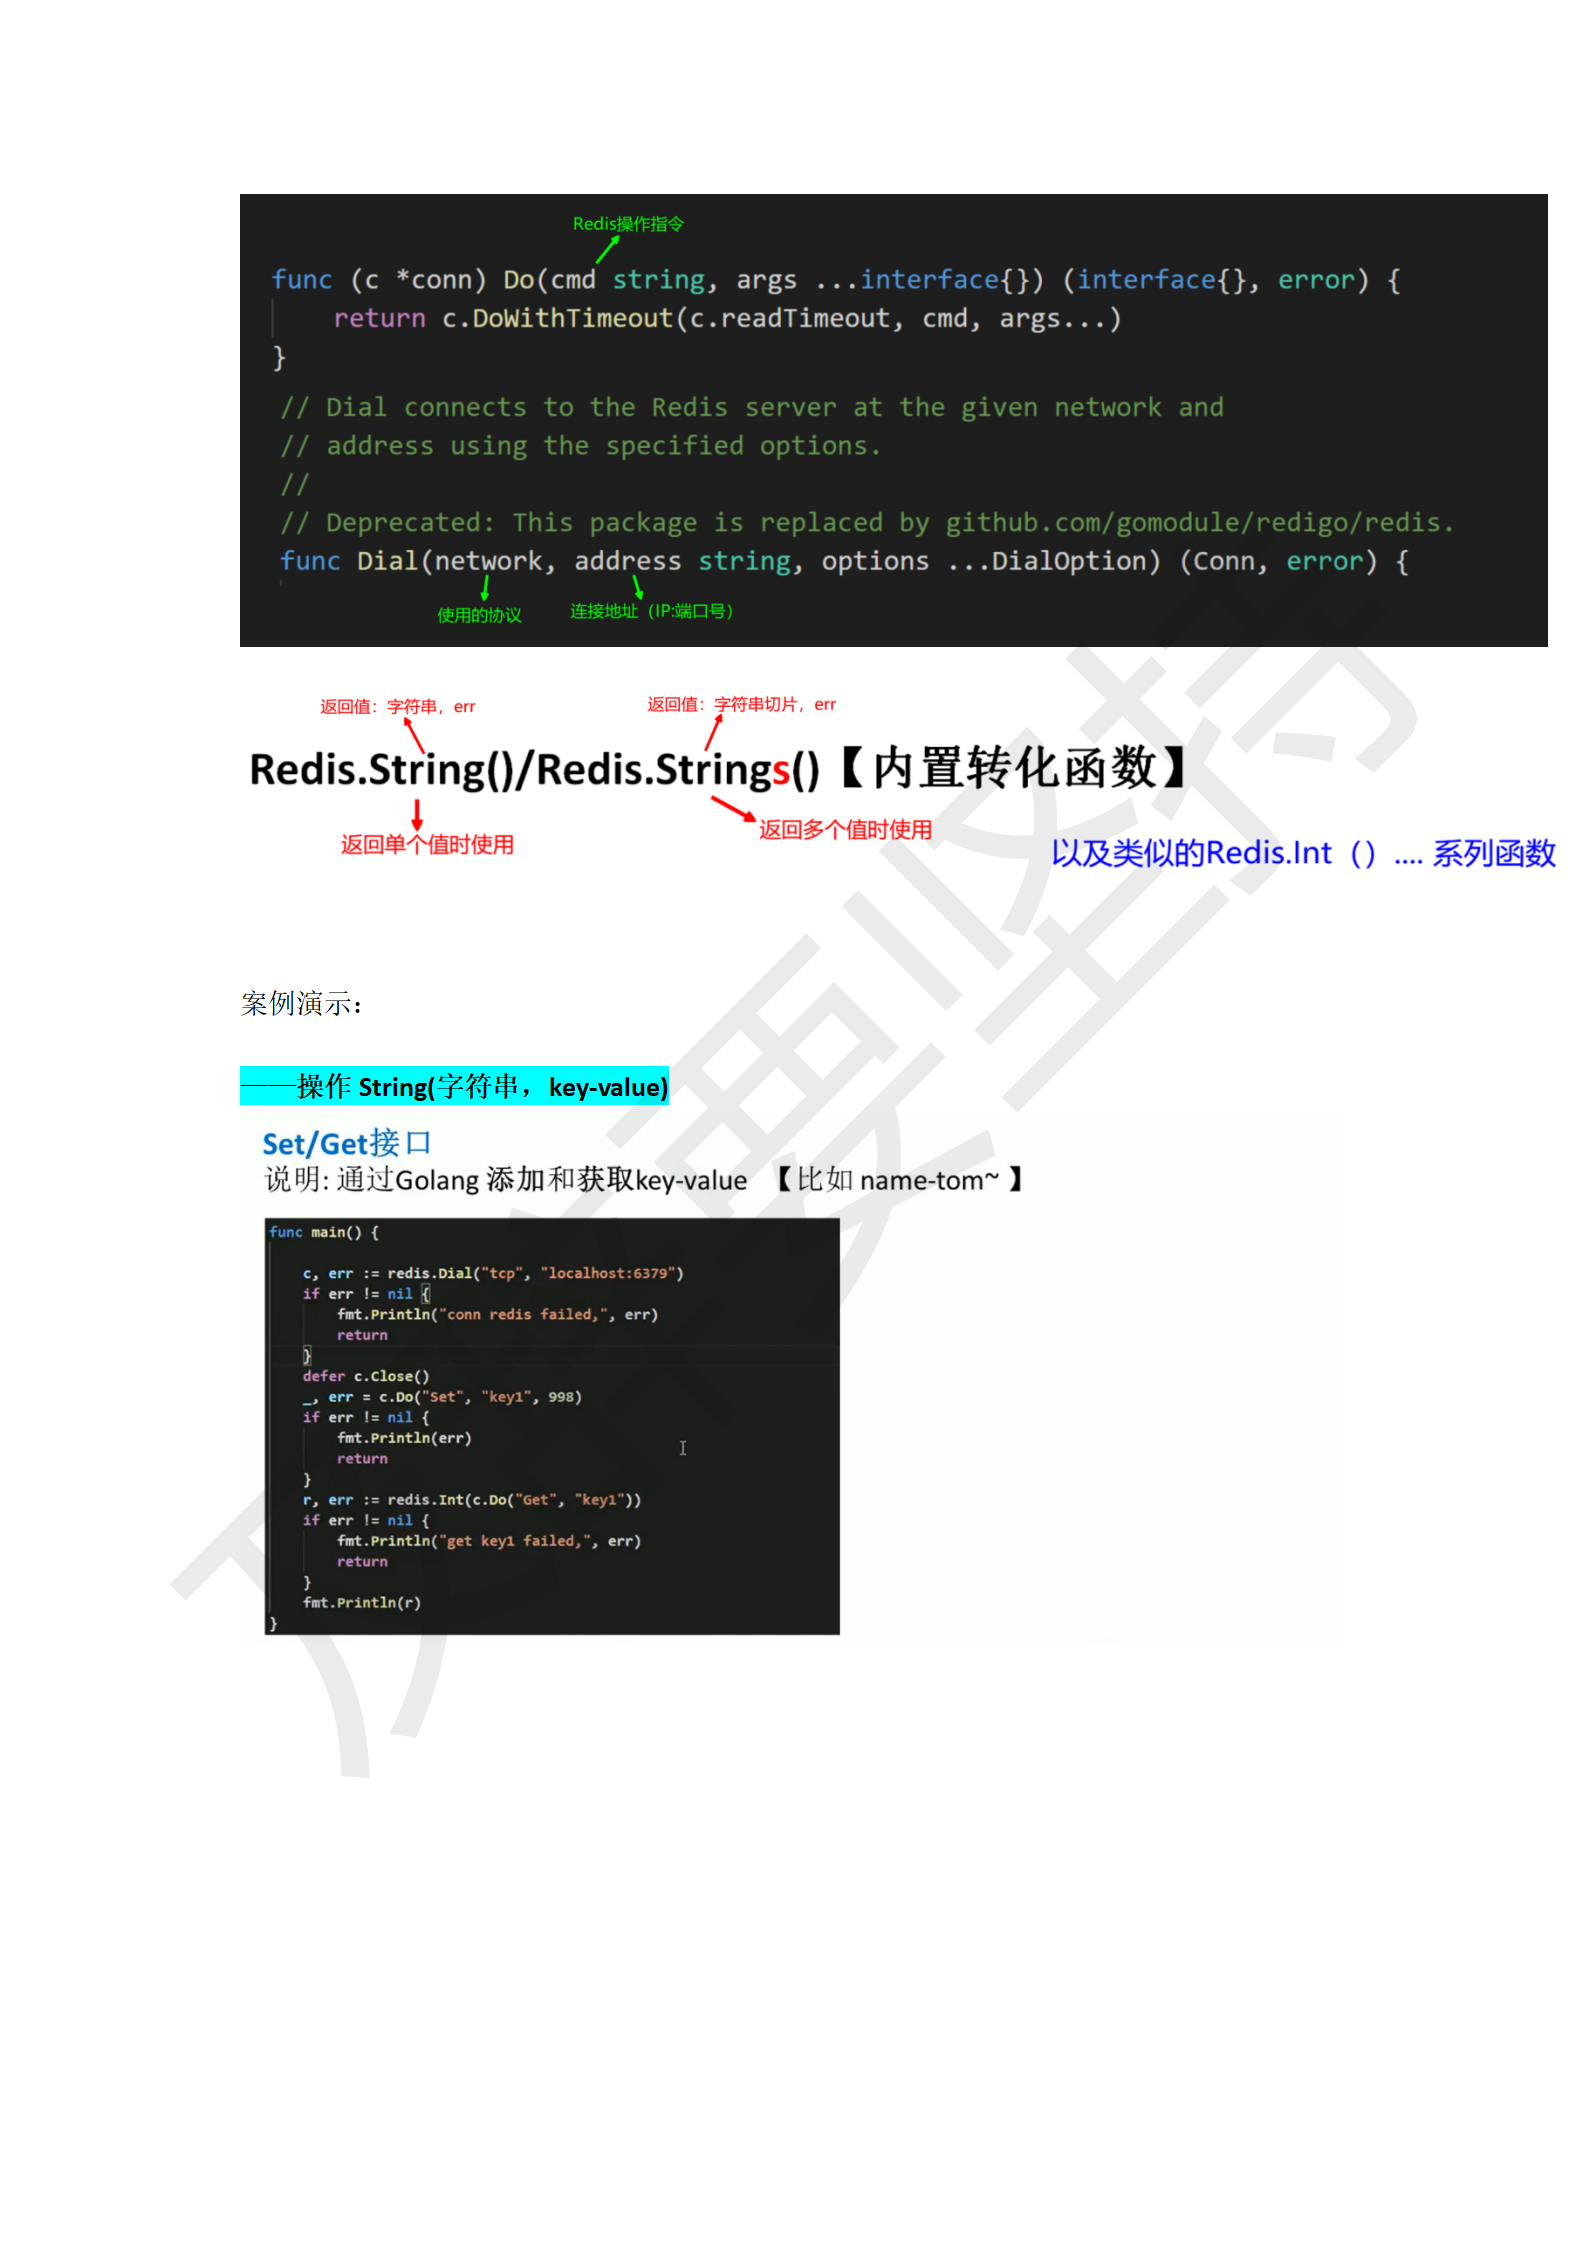 Redis操作指令
func (c *conn) Do(cmd string, args ...interface{}) (interface{}, error) {
return c.DoWithTimeout(c.readTimeout, cmd, args...)
}
// Dial connects to the Redis server at the given network and
// address using the specified options.
//
// Deprecated: This package is replaced by github.com/gomodule/redigo/redis.
func Dial(network, address string, options ...DialOption) (Conn, error) {
使用的协议 连接地址（IP:端口号）
返回值：字符串，err 返回值：字符串切片，err
Redis.String()/Redis.Strings()【内置转化函数】
返回单个值时使用 返回多个值时使用
以及类似的Redis.Int（）.... 系列函数
案例演示：
——操作 String(字符串，key-value)
Set/Get接口
说明: 通过Golang 添加和获取key-value 【比如 name-tom~ 】
func main() {
c, err := redis.Dial("tcp", "localhost:6379")
if err != nil {
fmt.Println("conn redis failed,", err)
return
}
defer c.Close()
_, err = c.Do("Set", "key1", 998)
if err != nil {
fmt.Println(err)
return
}
r, err := redis.Int(c.Do("Get", "key1"))
if err != nil {
fmt.Println("get key1 failed,", err)
return
}
fmt.Println(r)
}